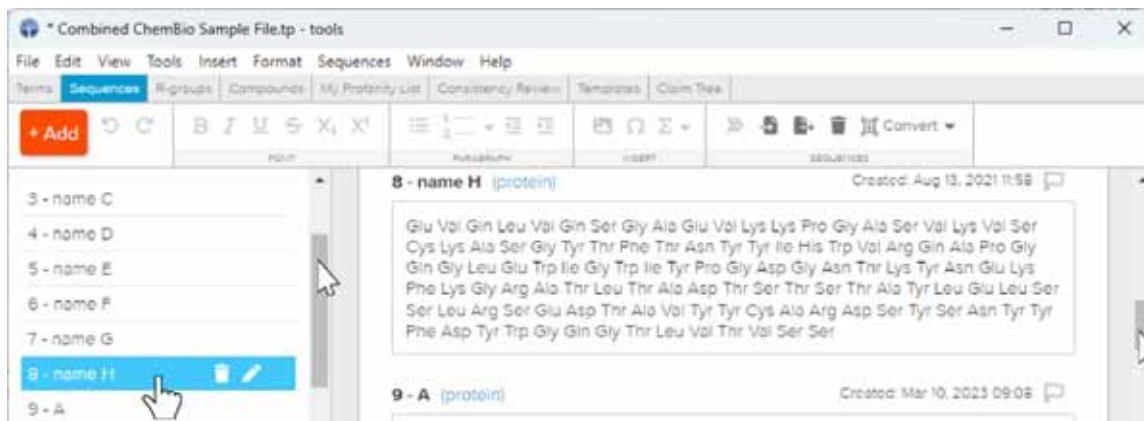 * Combined ChemBio Sample File.tp - tools
File Edit View Tools Insert Format Sequences Window Help
Terms Sequences R-groups Compounds My Profanity List Consistency Review Templates Claim Tree
+ Add B I U S X₁ X¹ Σ Ω Convert
FONT PARAGRAPH INSERT SEQUENCES
3 - name C
4 - name D
5 - name E
6 - name F
7 - name G
8 - name H
9 - A
8 - name H (protein) Created: Aug 13, 2021 11:58
Glu Val Gln Leu Val Gln Ser Gly Ala Glu Val Lys Lys Pro Gly Ala Ser Val Lys Val Ser
Cys Lys Ala Ser Gly Tyr Thr Phe Thr Asn Tyr Tyr Ile His Trp Val Arg Gln Ala Pro Gly
Gln Gly Leu Glu Trp Ile Gly Trp Ile Tyr Pro Gly Asp Gly Asn Thr Lys Tyr Asn Glu Lys
Phe Lys Gly Arg Ala Thr Leu Thr Ala Asp Thr Ser Thr Ser Thr Ala Tyr Leu Glu Leu Ser
Ser Leu Arg Ser Glu Asp Thr Ala Val Tyr Tyr Cys Ala Arg Asp Ser Tyr Ser Asn Tyr Tyr
Phe Asp Tyr Trp Gly Gln Gly Thr Leu Val Thr Val Ser Ser
9 - A (protein) Created: Mar 10, 2023 09:08